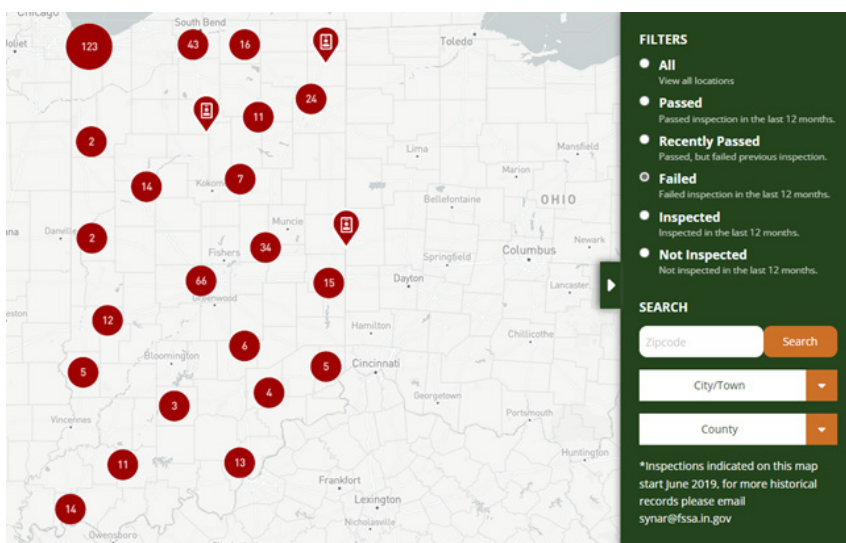 Chicago
South Bend
Joliet
123
43
16
Toledo
24
11
2
Lima
Mansfield
Marion
14
Kokomo
7
Bellefontaine
OHIO
Muncie
Danville
2
Fishers
34
Columbus
Newark
Springfield
66
15
Dayton
Lancaster
Greenwood
12
Hamilton
Chillicothe
6
Bloomington
5
5
Cincinnati
4
Georgetown
3
Portsmouth
Vincennes
11
13
Huntington
Frankfort
Lexington
14
Nicholasville
Owensboro
FILTERS
All
View all locations
Passed
Passed inspection in the last 12 months.
Recently Passed
Passed, but failed previous inspection.
Failed
Failed inspection in the last 12 months.
Inspected
Inspected in the last 12 months.
Not Inspected
Not inspected in the last 12 months.
SEARCH
Zipcode
Search
City/Town
County
*Inspections indicated on this map
start June 2019, for more historical
records please email
synar@fssa.in.gov